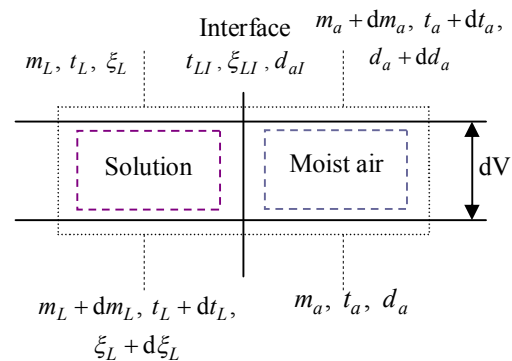 Interface
m_a + dm_a, t_a + dt_a,
d_a + dd_a
m_L, t_L, ξ_L
t_LI, ξ_LI, d_aI
Solution
Moist air
dV
m_L + dm_L, t_L + dt_L,
ξ_L + dξ_L
m_a, t_a, d_a